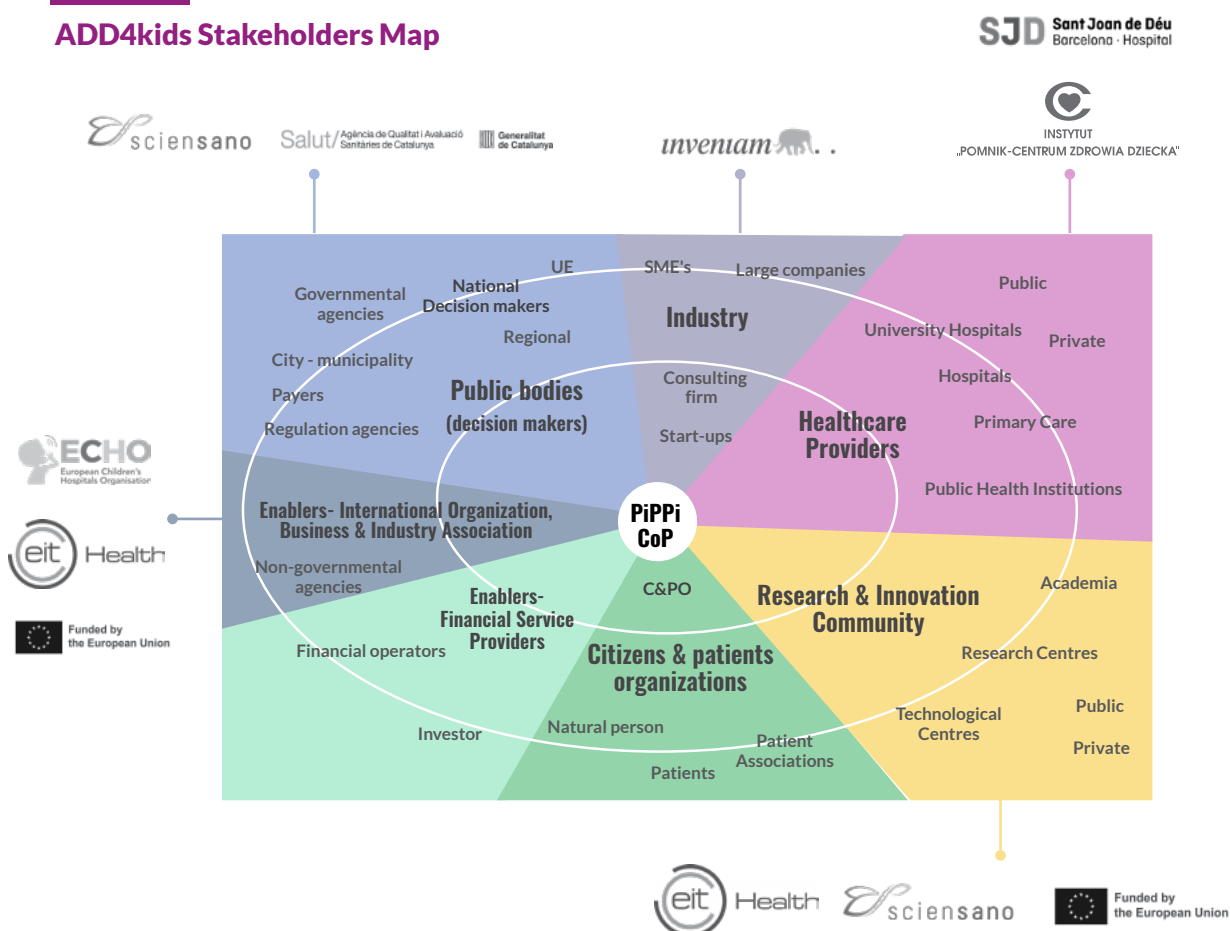 ADD4kids Stakeholders Map
SJD Sant Joan de Déu
Barcelona · Hospital
sciensano
Salut/ Agència de Qualitat i Avaluació
Sanitàries de Catalunya
Generalitat
de Catalunya
inveniam
INSTYTUT
„POMNIK-CENTRUM ZDROWIA DZIECKA"
UE
SME's
Large companies
Governmental
agencies
National
Decision makers
Public
Industry
Regional
University Hospitals
Private
City - municipality
Payers
Public bodies
(decision makers)
Consulting
firm
Hospitals
Regulation agencies
Start-ups
Healthcare
Providers
Primary Care
ECHO
European Children's
Hospitals Organisation
Public Health Institutions
Enablers- International Organization,
Business & Industry Association
PiPPi
CoP
eit Health
Non-governmental
agencies
C&PO
Academia
Enablers-
Financial Service
Providers
Research & Innovation
Community
Funded by
the European Union
Financial operators
Citizens & patients
organizations
Research Centres
Public
Investor
Natural person
Technological
Centres
Patient
Associations
Private
Patients
eit Health
sciensano
Funded by
the European Union